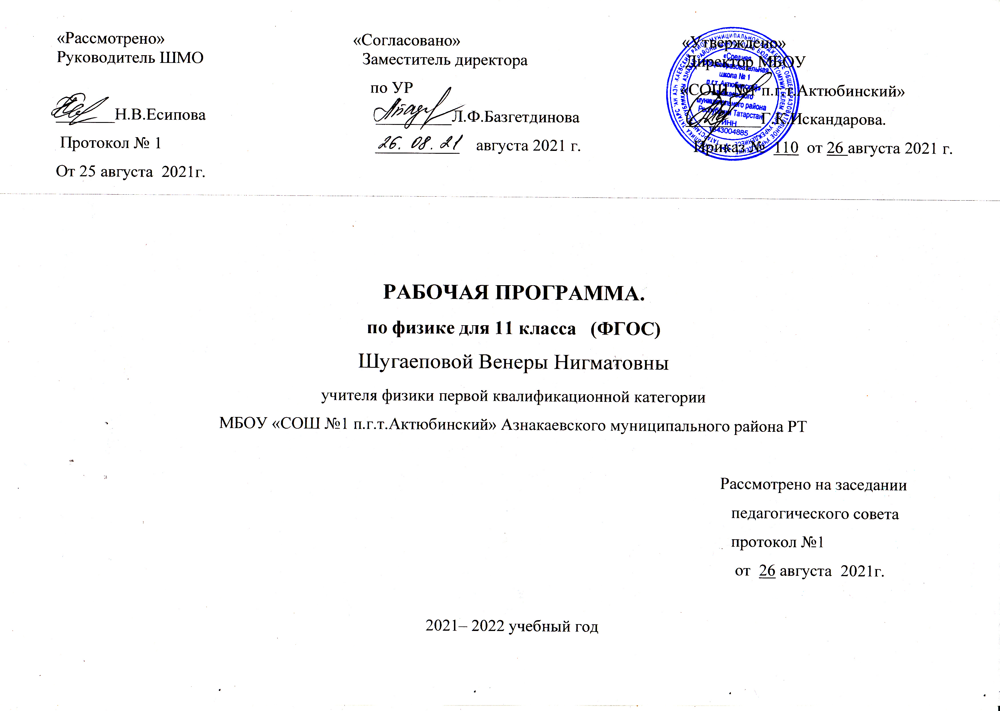 «Рассмотрено»
Руководитель ШМО
Н.В.Есипова
Протокол № 1
От 25 августа 2021г.
«Согласовано»
Заместитель директора
по УР
Л.Ф.Базгетдинова
26. 08. 21 августа 2021 г.
«Утверждено»
Директор МБОУ
«СОШ №1 п.г.т.Актюбинский»
Г.К.Искандарова.
Приказ № 110 от 26 августа 2021 г.
«Средняя
общеобразовательная
школа № 1
п.г.т. Актюбинский»
Азнакаевского
муниципального района
Республики Татарстан
ИНН
1643004885
РАБОЧАЯ ПРОГРАММА.
по физике для 11 класса (ФГОС)
Шугаеповой Венеры Нигматовны
учителя физики первой квалификационной категории
МБОУ «СОШ №1 п.г.т.Актюбинский» Азнакаевского муниципального района РТ
Рассмотрено на заседании
педагогического совета
протокол №1
от 26 августа 2021г.
2021– 2022 учебный год